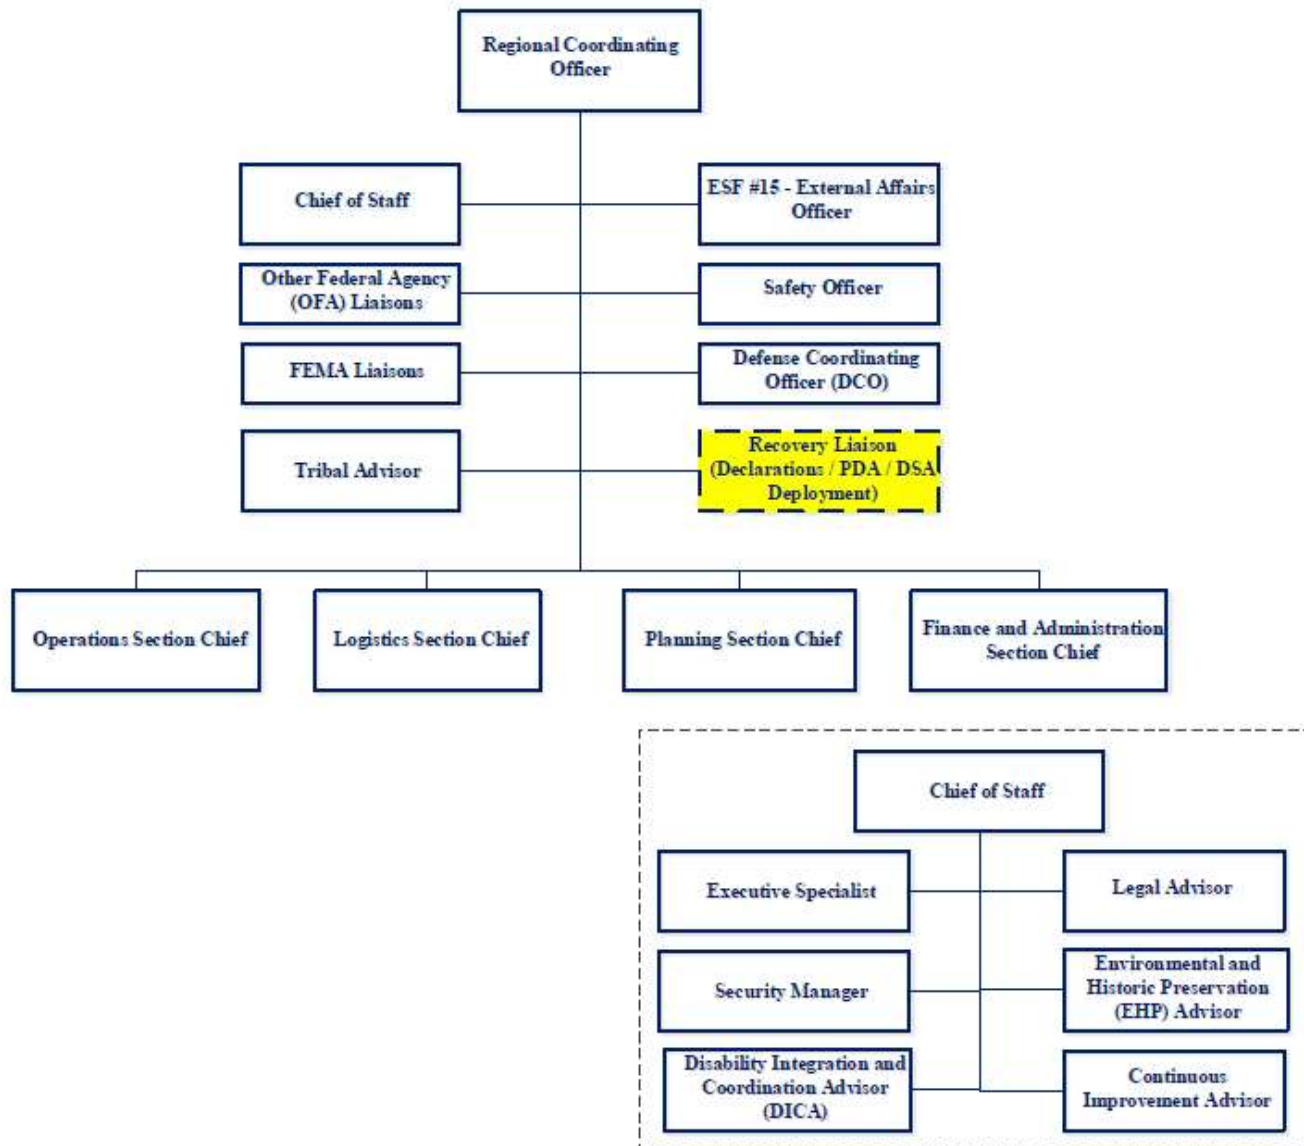 Regional Coordinating
Officer
Chief of Staff
ESF #15 - External Affairs
Officer
Other Federal Agency
(OFA) Liaisons
Safety Officer
FEMA Liaisons
Defense Coordinating
Officer (DCO)
Tribal Advisor
Recovery Liaison
(Declarations / PDA / DSA
Deployment)
Operations Section Chief
Logistics Section Chief
Planning Section Chief
Finance and Administration
Section Chief
Chief of Staff
Executive Specialist
Legal Advisor
Security Manager
Environmental and
Historic Preservation
(EHP) Advisor
Disability Integration and
Coordination Advisor
(DICA)
Continuous
Improvement Advisor